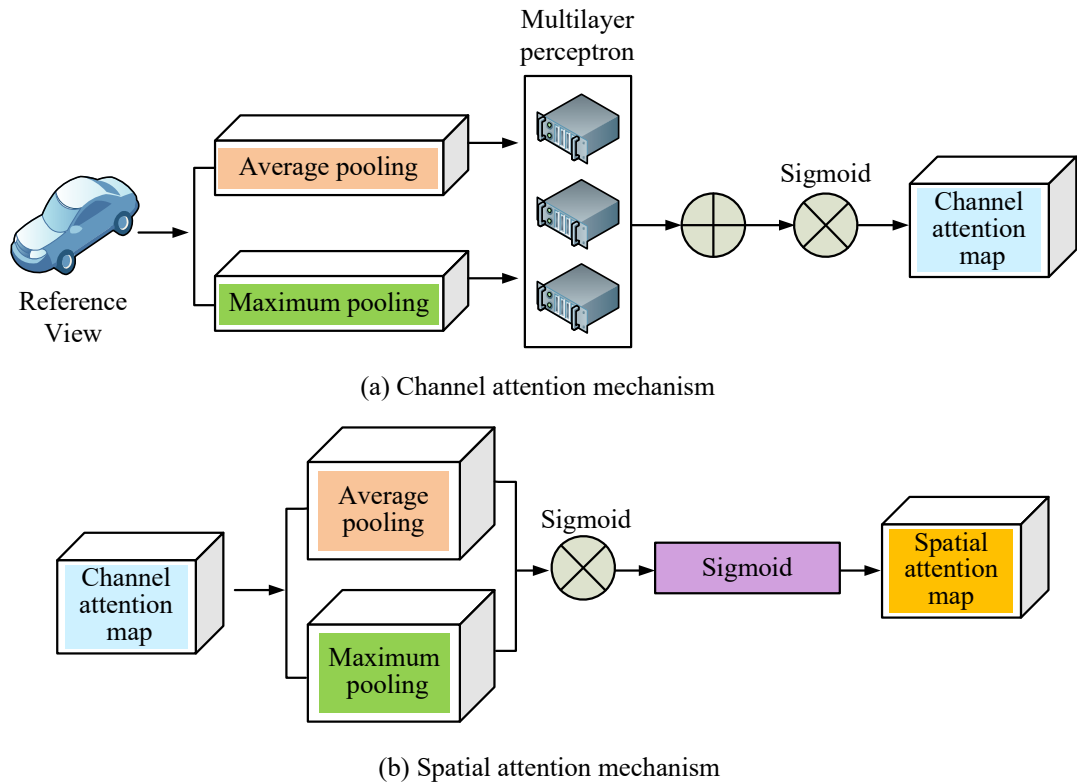 Multilayer
perceptron
Average pooling
Sigmoid
Channel
attention
map
Maximum pooling
Reference
View
(a) Channel attention mechanism
Average
pooling
Sigmoid
Channel
attention
map
Sigmoid
Spatial
attention
map
Maximum
pooling
(b) Spatial attention mechanism